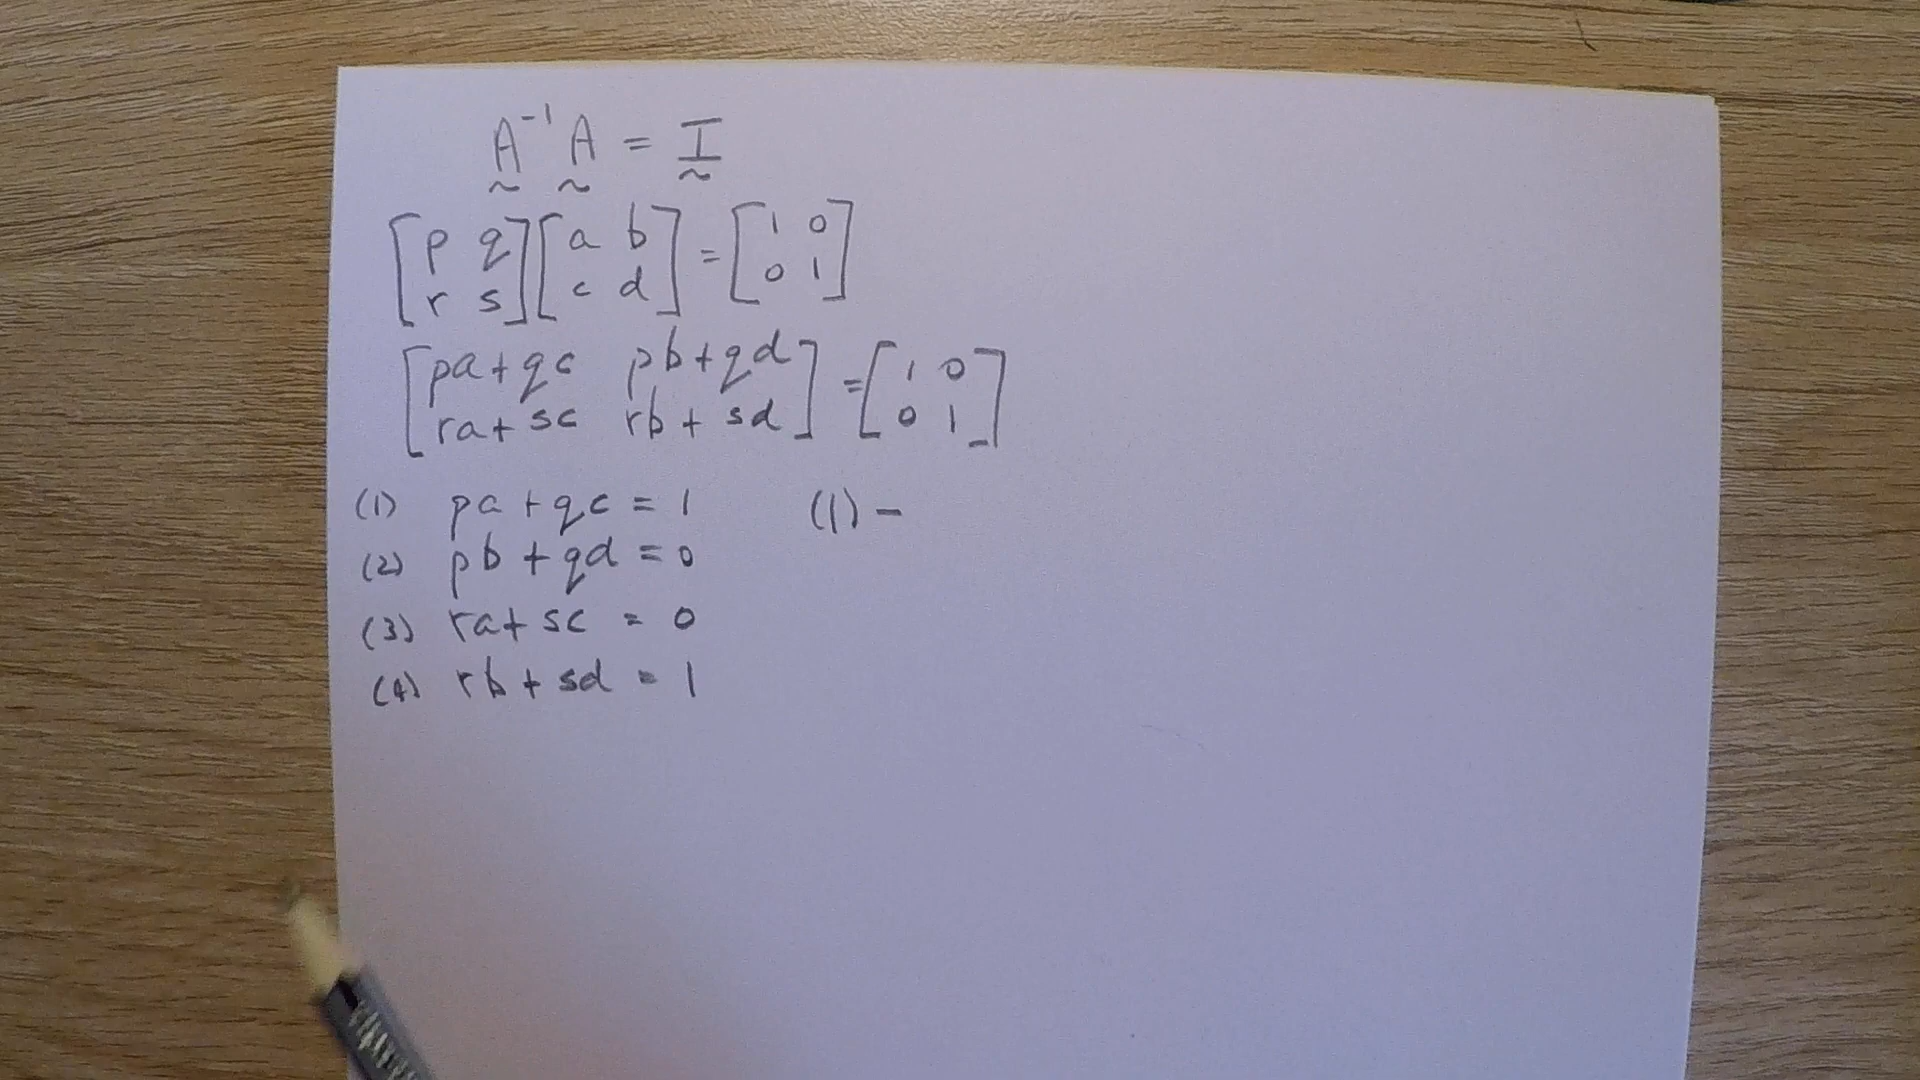 A⁻¹ A = I
[p q
r s] [a b
c d] = [1 0
0 1]
[pa+qc pb+qd
ra+sc rb+sd] = [1 0
0 1]
(1) pa+qc = 1 (1) -
(2) pb+qd = 0
(3) ra+sc = 0
(4) rb+sd = 1